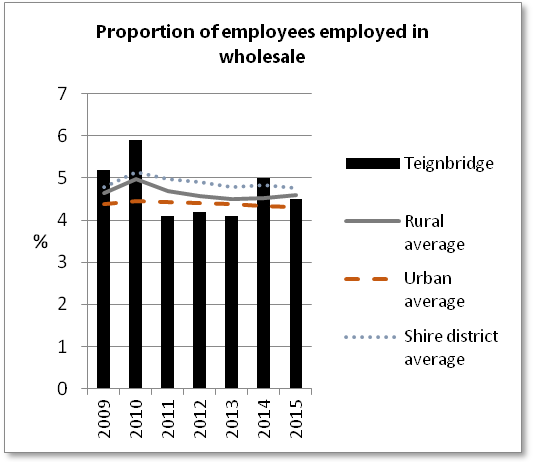 Proportion of employees employed in
wholesale
7
6
5
4
3
2
1
0
%
2009
2010
2011
2012
2013
2014
2015
Teignbridge
Rural
average
Urban
average
Shire district
average